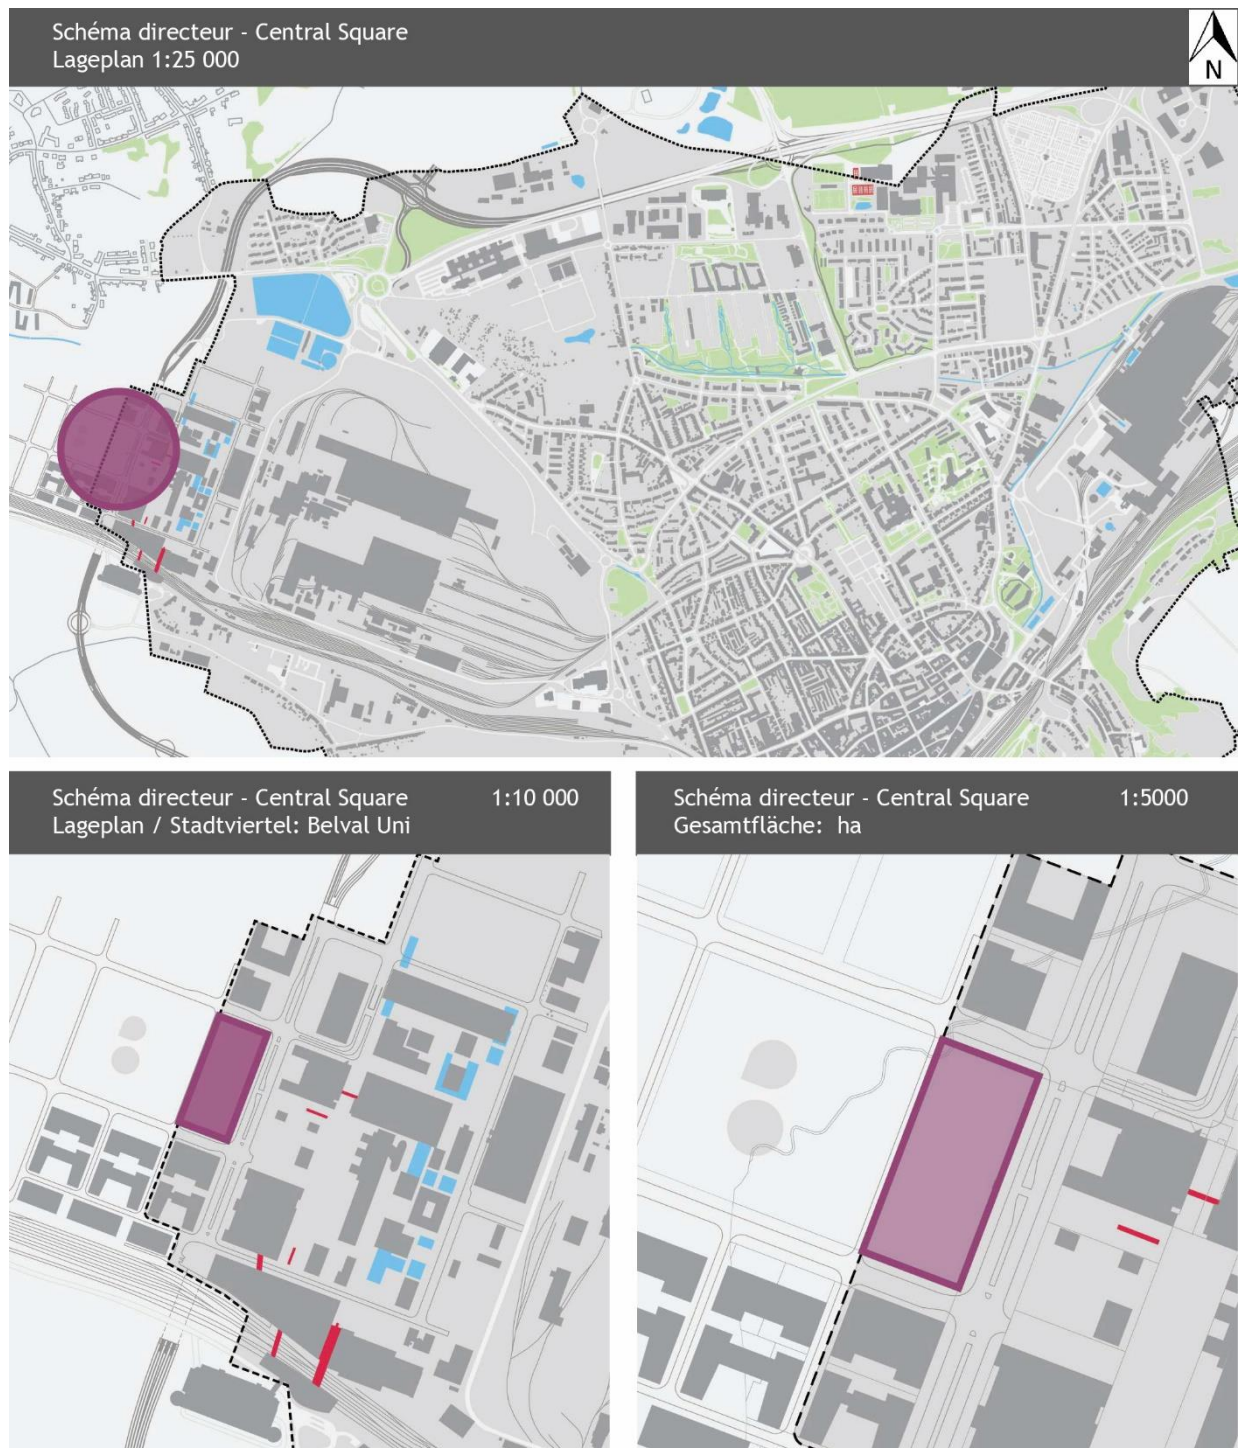 Schéma directeur - Central Square
Lageplan 1:25 000
N
Schéma directeur - Central Square 1:10 000
Lageplan / Stadtviertel: Belval Uni
Schéma directeur - Central Square 1:5000
Gesamtfläche: ha